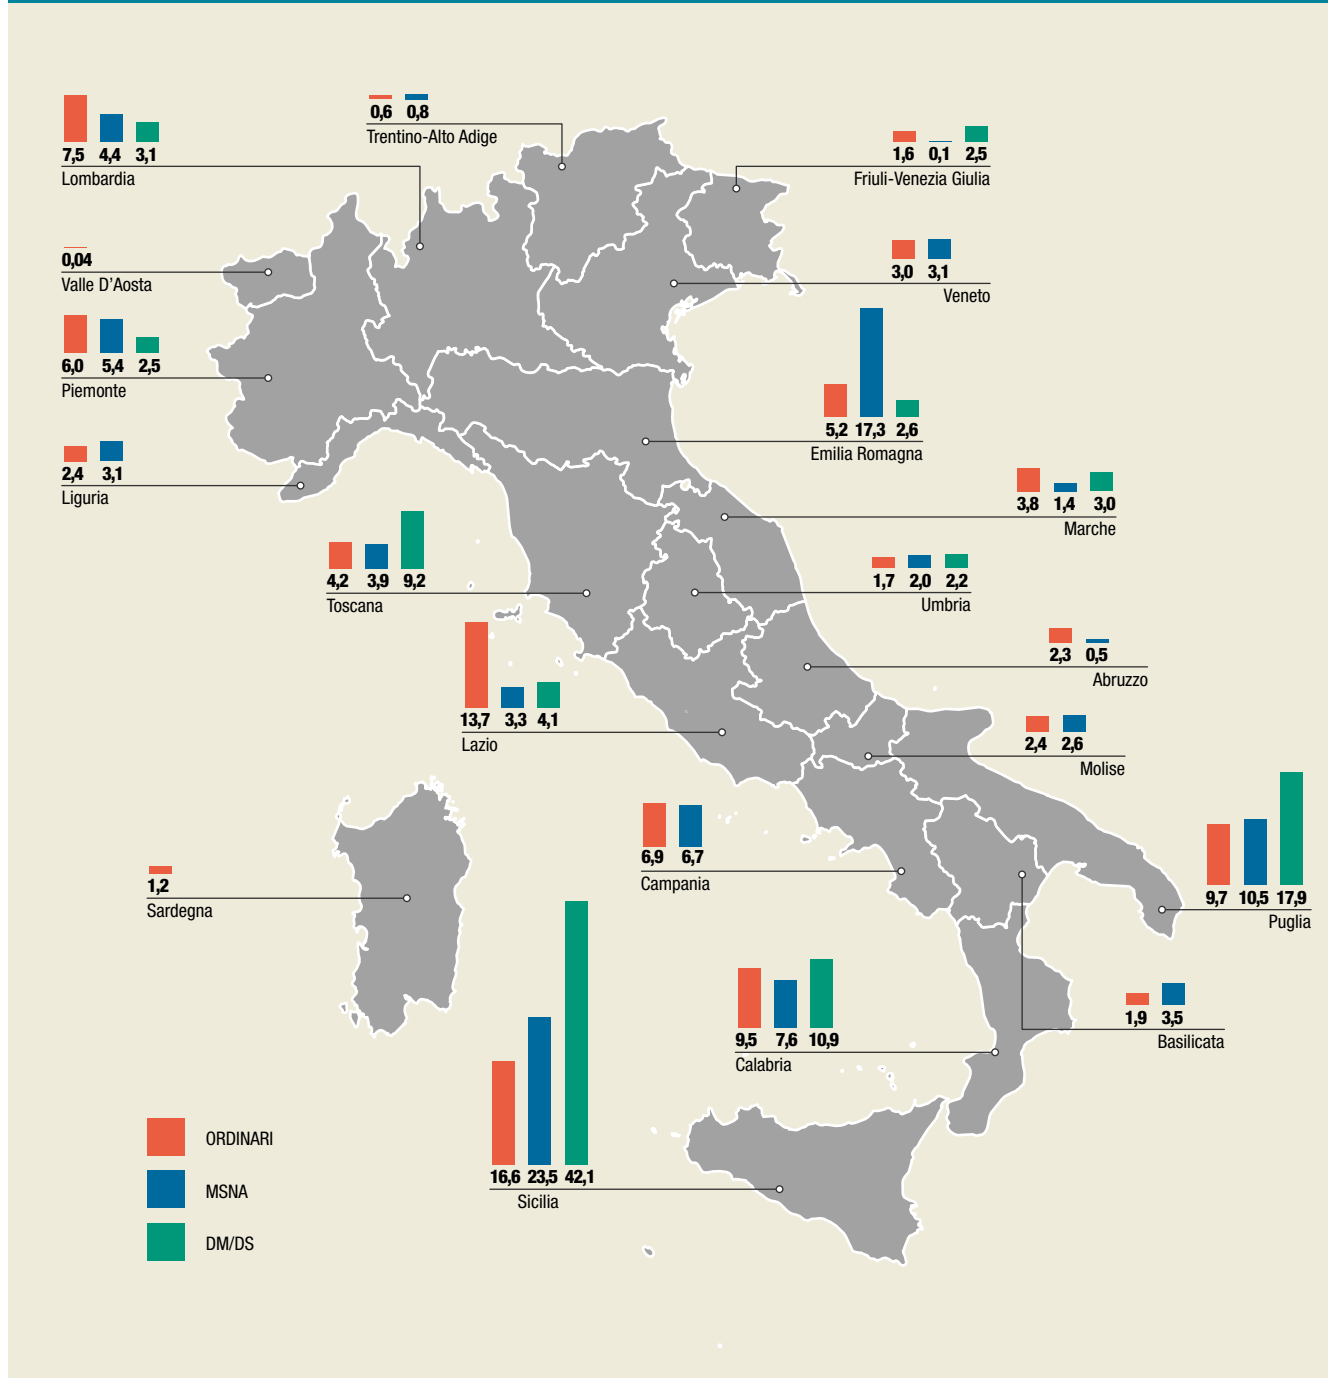 0,6 0,8
Trentino-Alto Adige
7,5 4,4 3,1
Lombardia
1,6 0,1 2,5
Friuli-Venezia Giulia
0,04
Valle D'Aosta
3,0 3,1
Veneto
6,0 5,4 2,5
Piemonte
5,2 17,3 2,6
Emilia Romagna
2,4 3,1
Liguria
3,8 1,4 3,0
Marche
4,2 3,9 9,2
Toscana
1,7 2,0 2,2
Umbria
2,3 0,5
Abruzzo
13,7 3,3 4,1
Lazio
2,4 2,6
Molise
6,9 6,7
Campania
9,7 10,5 17,9
Puglia
1,2
Sardegna
1,9 3,5
Basilicata
9,5 7,6 10,9
Calabria
16,6 23,5 42,1
Sicilia
ORDINARI
MSNA
DM/DS